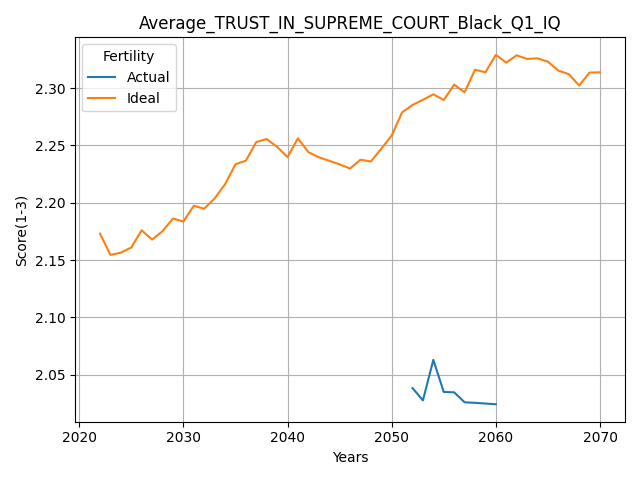 Average_TRUST_IN_SUPREME_COURT_Black_Q1_IQ
Fertility
Actual
Ideal
Score(1-3)
2.30
2.25
2.20
2.15
2.10
2.05
2020 2030 2040 2050 2060 2070
Years